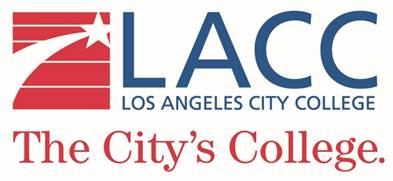 LACC
LOS ANGELES CITY COLLEGE
The City's College.